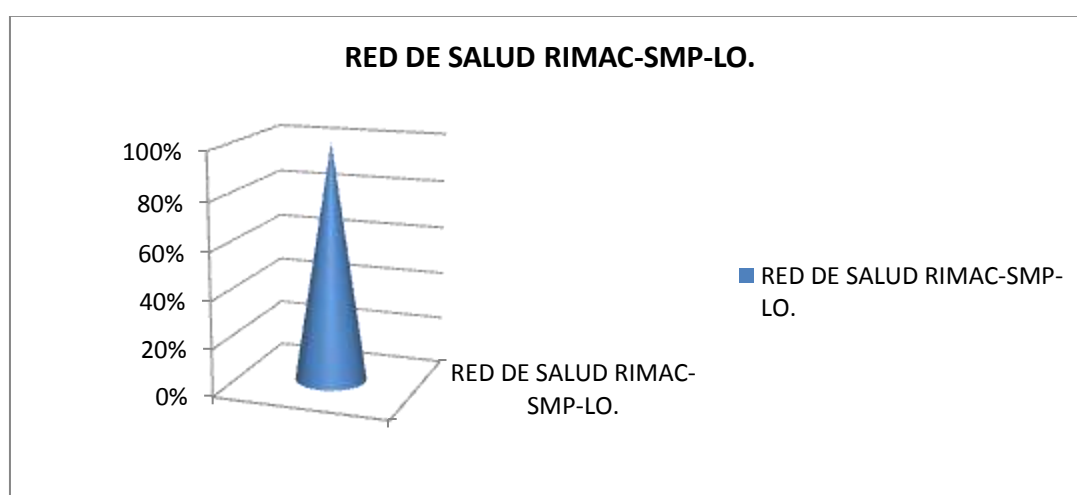 RED DE SALUD RIMAC-SMP-LO.
100%
80%
60%
40%
20%
0%
RED DE SALUD RIMAC-
SMP-LO.
RED DE SALUD RIMAC-SMP-
LO.